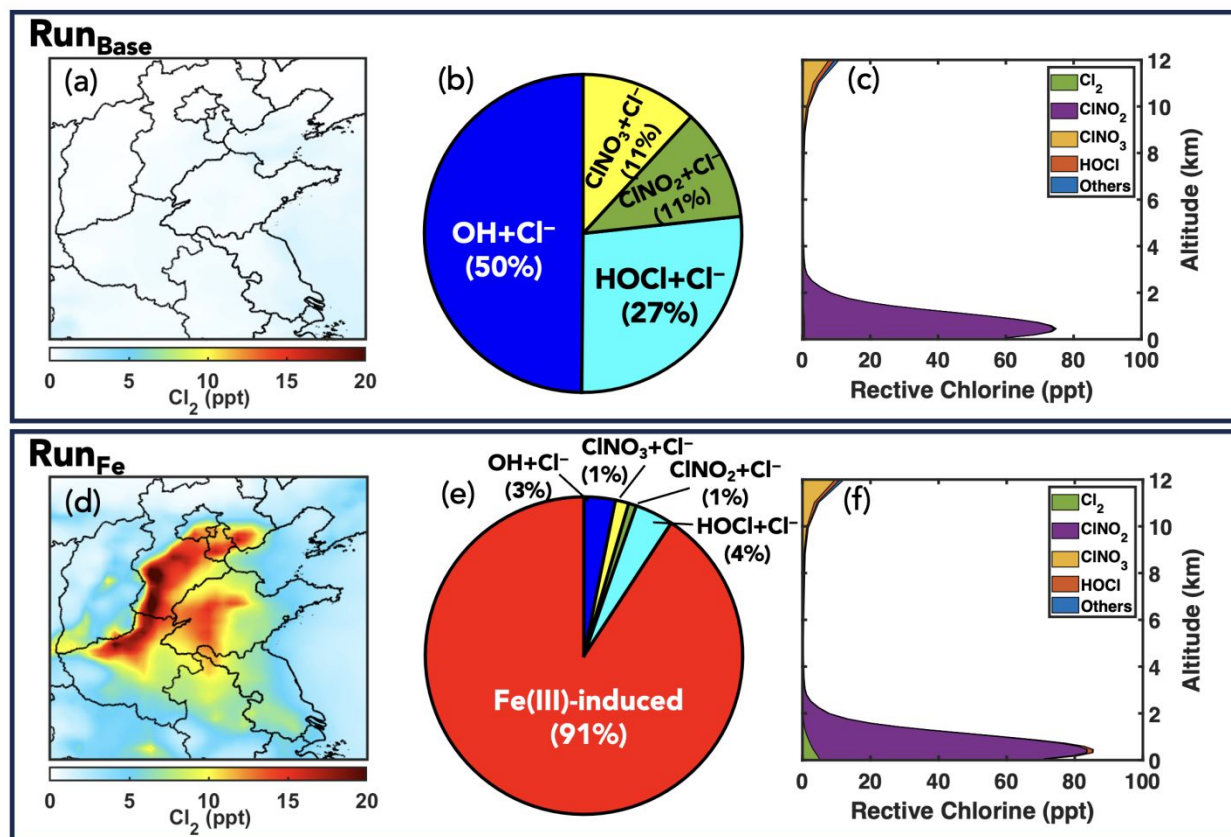 Run_Base
(a)
0 5 10 15 20
Cl₂ (ppt)
(b)
ClNO₃+Cl⁻
(11%)
ClNO₂+Cl⁻
(11%)
OH+Cl⁻
(50%)
HOCl+Cl⁻
(27%)
(c)
Cl₂
ClNO₂
ClNO₃
HOCl
Others
12
10
8
6
4
2
0
Altitude (km)
0 20 40 60 80 100
Rective Chlorine (ppt)
Run_Fe
(d)
0 5 10 15 20
Cl₂ (ppt)
(e)
OH+Cl⁻
(3%)
ClNO₃+Cl⁻
(1%)
ClNO₂+Cl⁻
(1%)
HOCl+Cl⁻
(4%)
Fe(III)-induced
(91%)
(f)
Cl₂
ClNO₂
ClNO₃
HOCl
Others
12
10
8
6
4
2
0
Altitude (km)
0 20 40 60 80 100
Rective Chlorine (ppt)